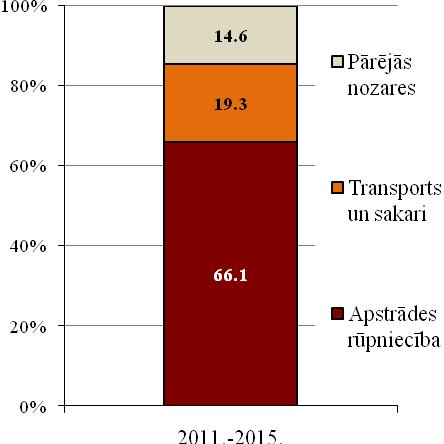 100%
80%
60%
40%
20%
0%
14.6
19.3
66.1
2011.-2015.
Pārējās
nozares
Transports
un sakari
Apstrādes
rūpniecība